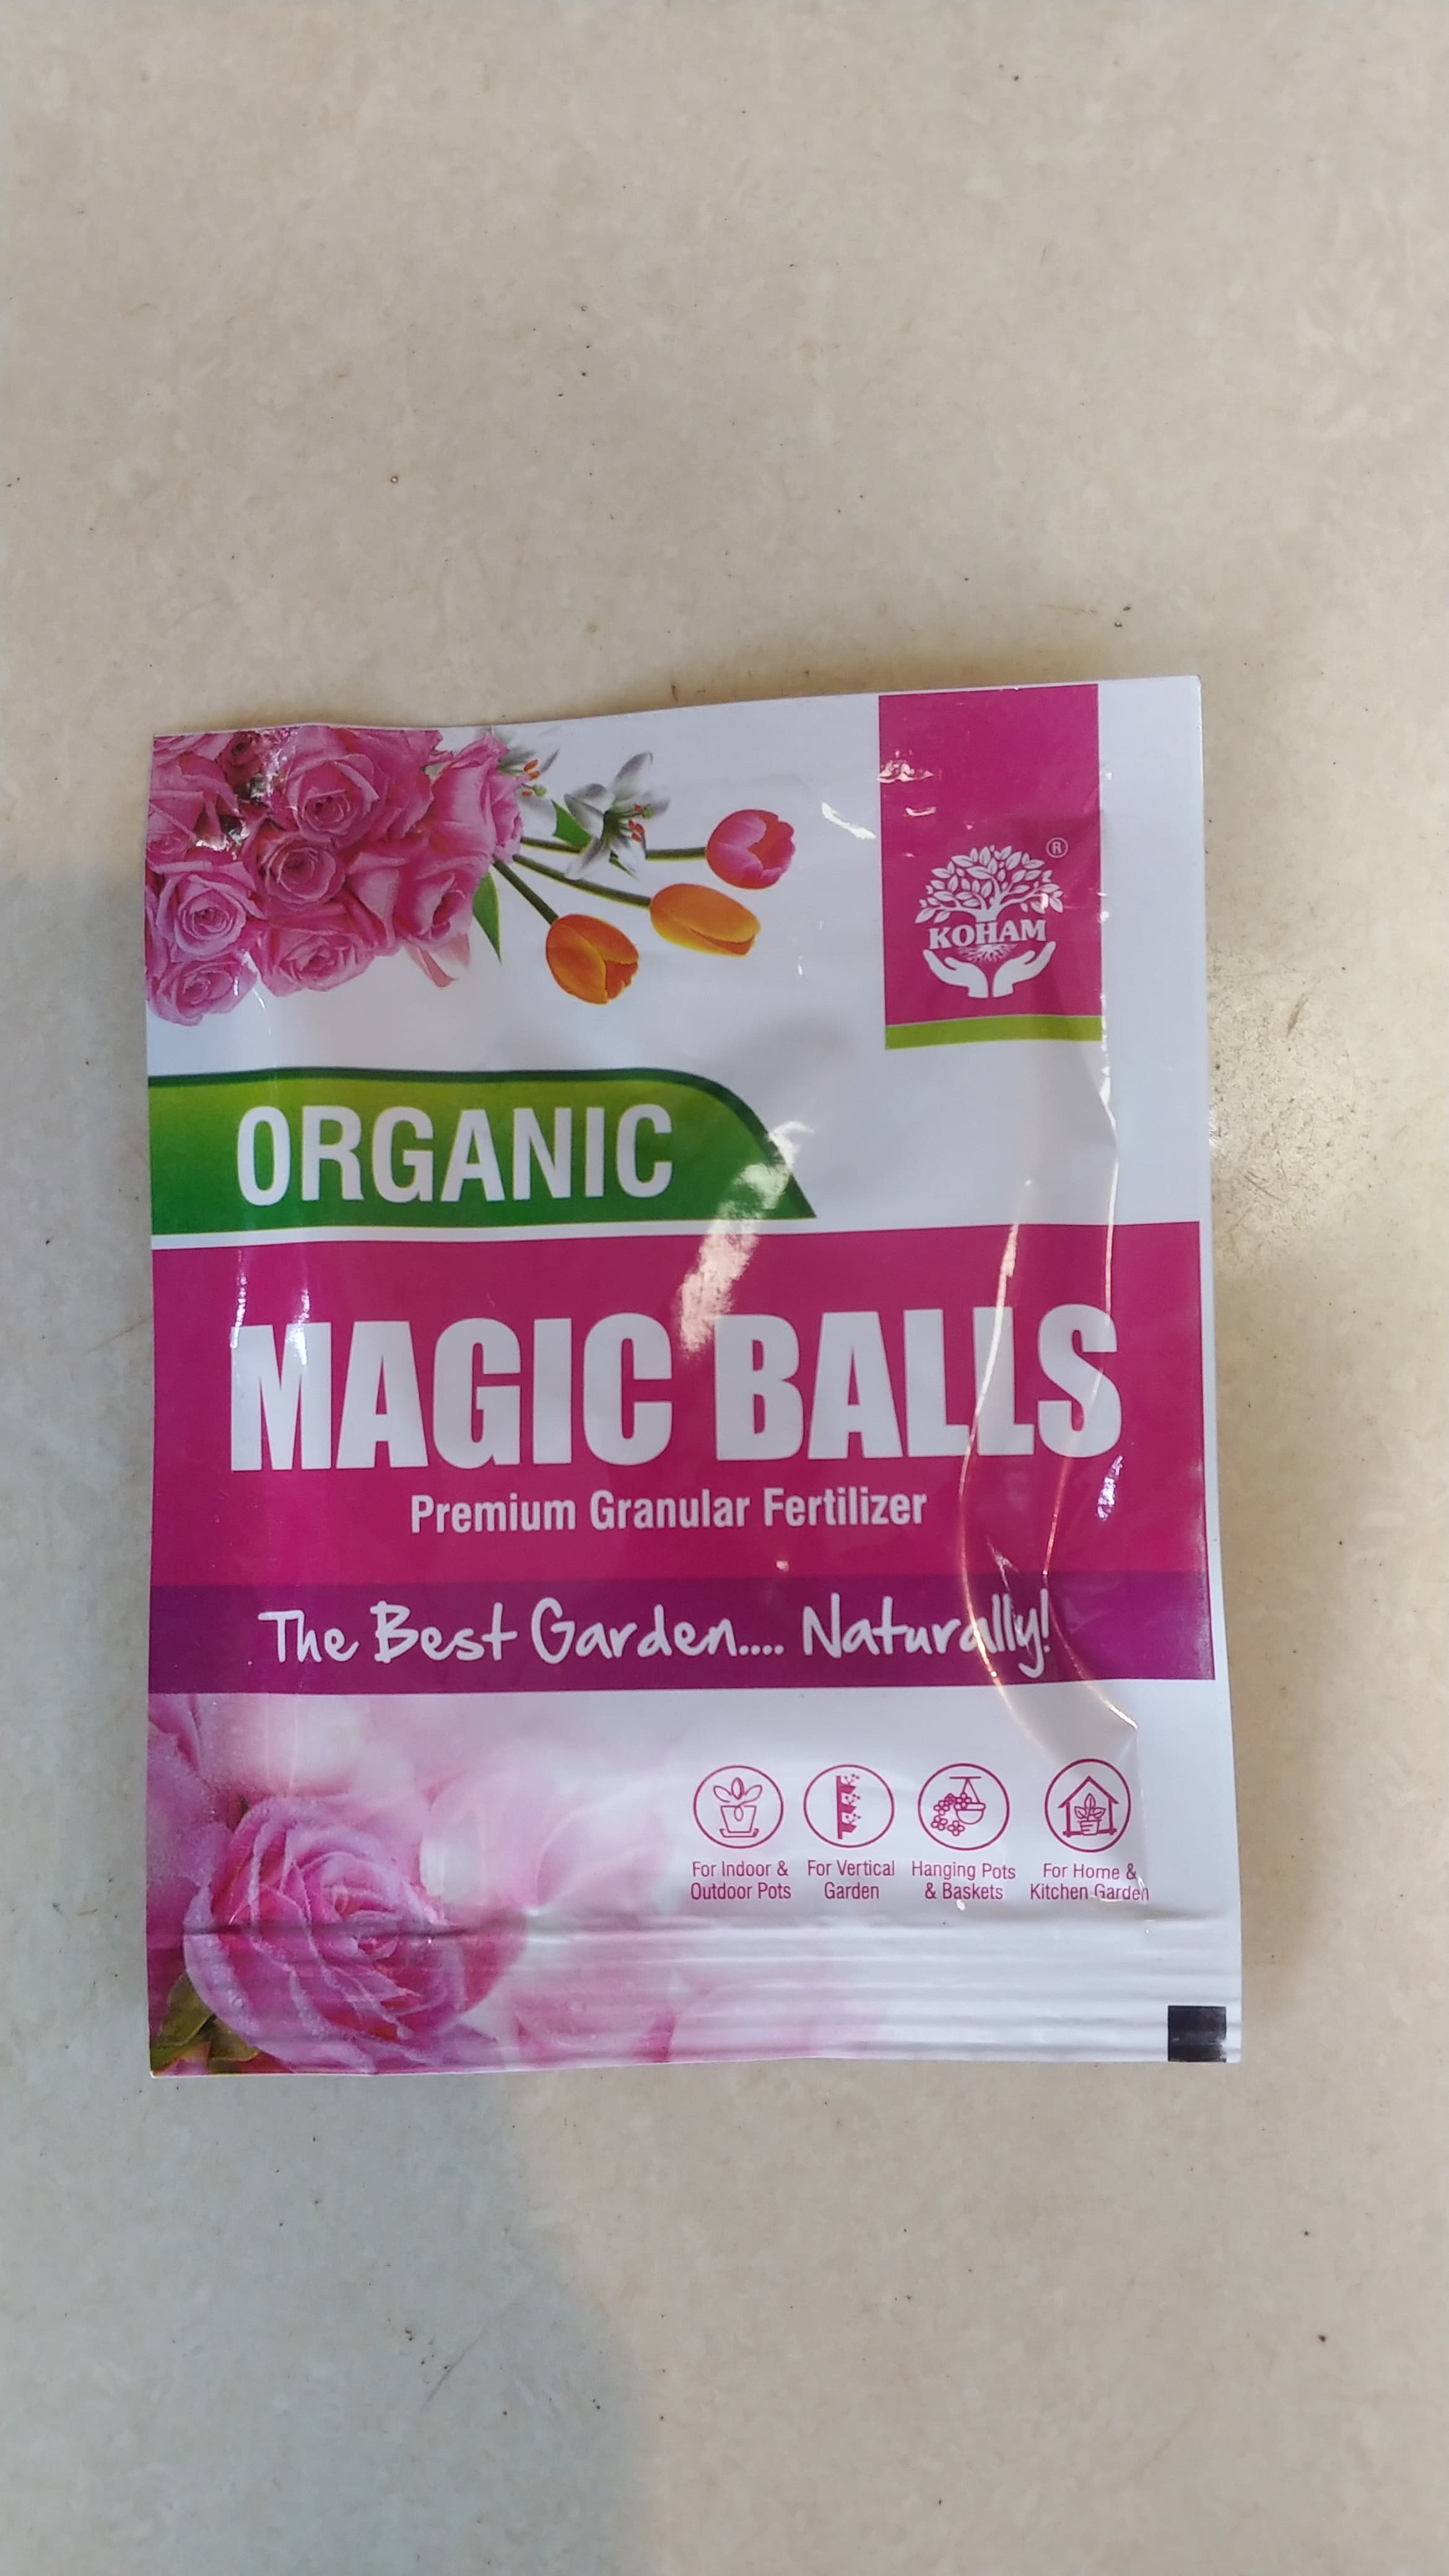 ®
KOHAM
ORGANIC
MAGIC BALLS
Premium Granular Fertilizer
The Best Garden.... Naturally!
For Indoor &
Outdoor Pots
For Vertical
Garden
Hanging Pots
& Baskets
For Home &
Kitchen Garden